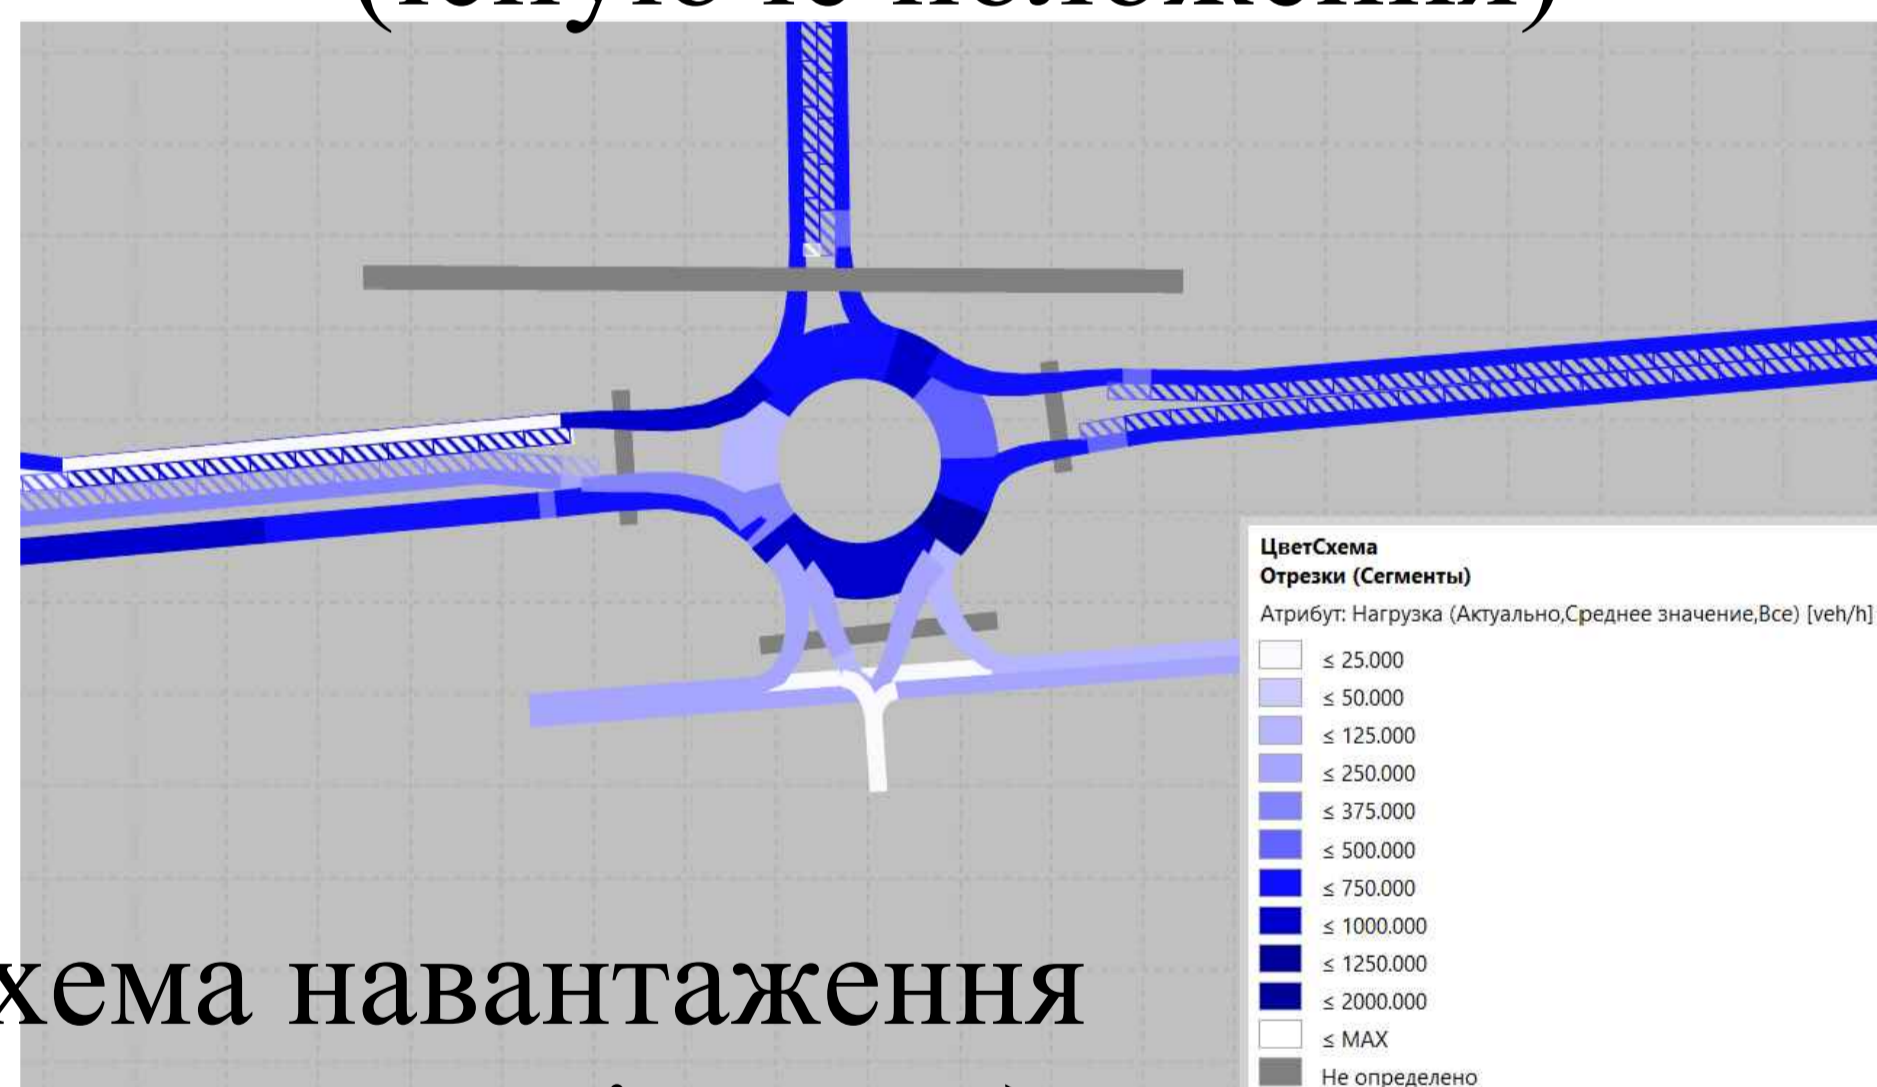 положення)
ЦветСхема
Отрезки (Сегменты)
Атрибут: Нагрузка (Актуально,Среднее значение,Все) [veh/h]
≤ 25.000
≤ 50.000
≤ 125.000
≤ 250.000
≤ 375.000
≤ 500.000
≤ 750.000
≤ 1000.000
≤ 1250.000
≤ 2000.000
≤ MAX
Не определено
хема навантаження